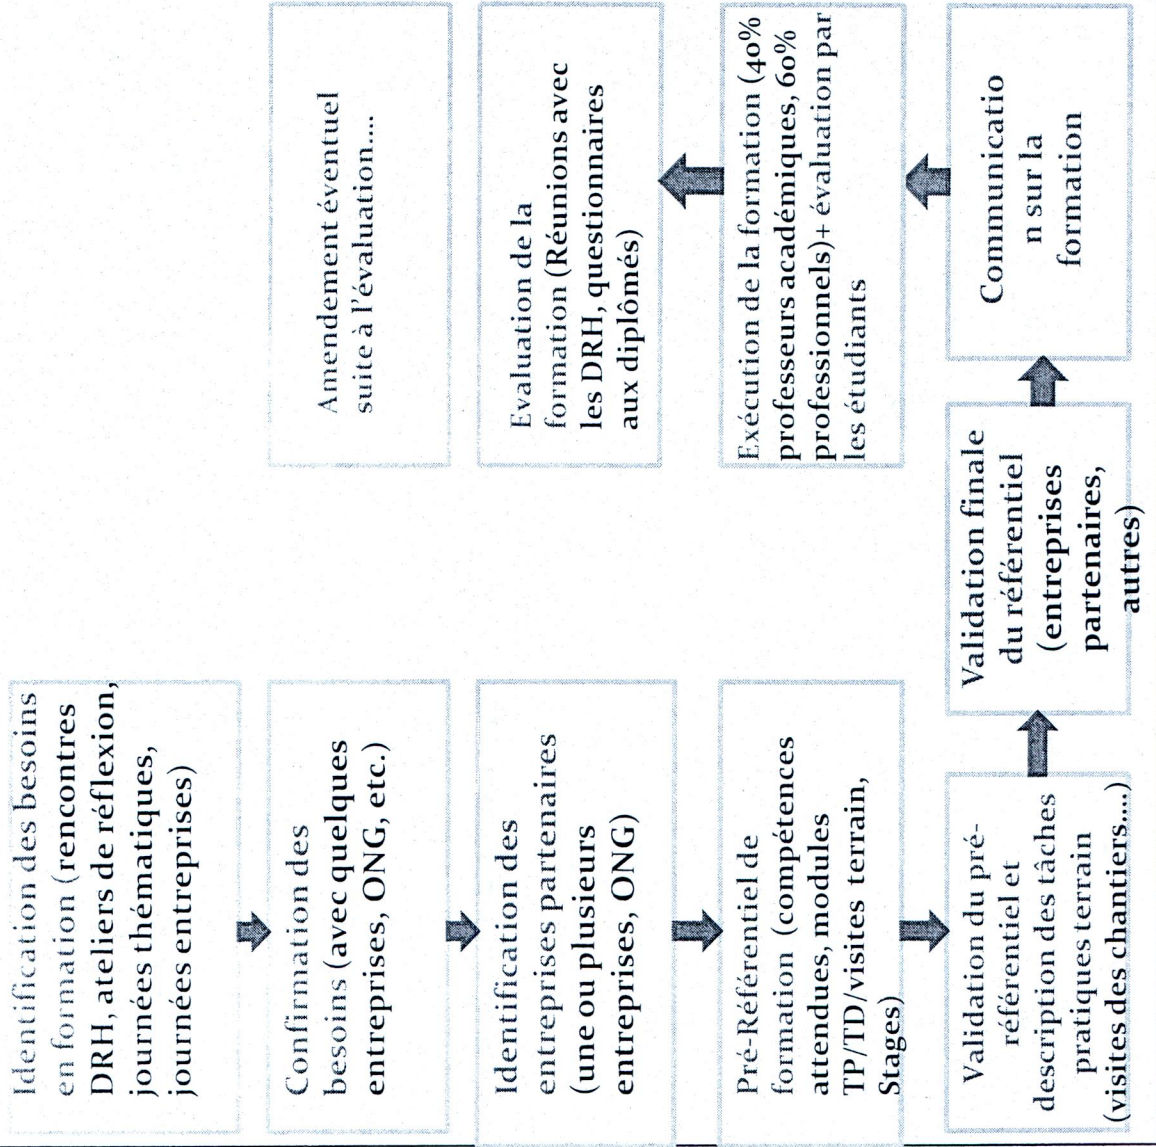 Identification des besoins
en formation (rencontres
DRH, ateliers de réflexion,
journées thématiques,
journées entreprises)
Confirmation des
besoins (avec quelques
entreprises, ONG, etc.)
Identification des
entreprises partenaires
(une ou plusieurs
entreprises, ONG)
Pré-Référentiel de
formation (compétences
attendues, modules
TP/TD/visites terrain,
Stages)
Validation du pré-
référentiel et
description des tâches
pratiques terrain
(visites des chantiers....)
Validation finale
du référentiel
(entreprises
partenaires,
autres)
Communicatio
n sur la
formation
Exécution de la formation (40%
professeurs académiques, 60%
professionnels)+ évaluation par
les étudiants
Evaluation de la
formation (Réunions avec
les DRH, questionnaires
aux diplômés)
Amendement éventuel
suite à l'évaluation....